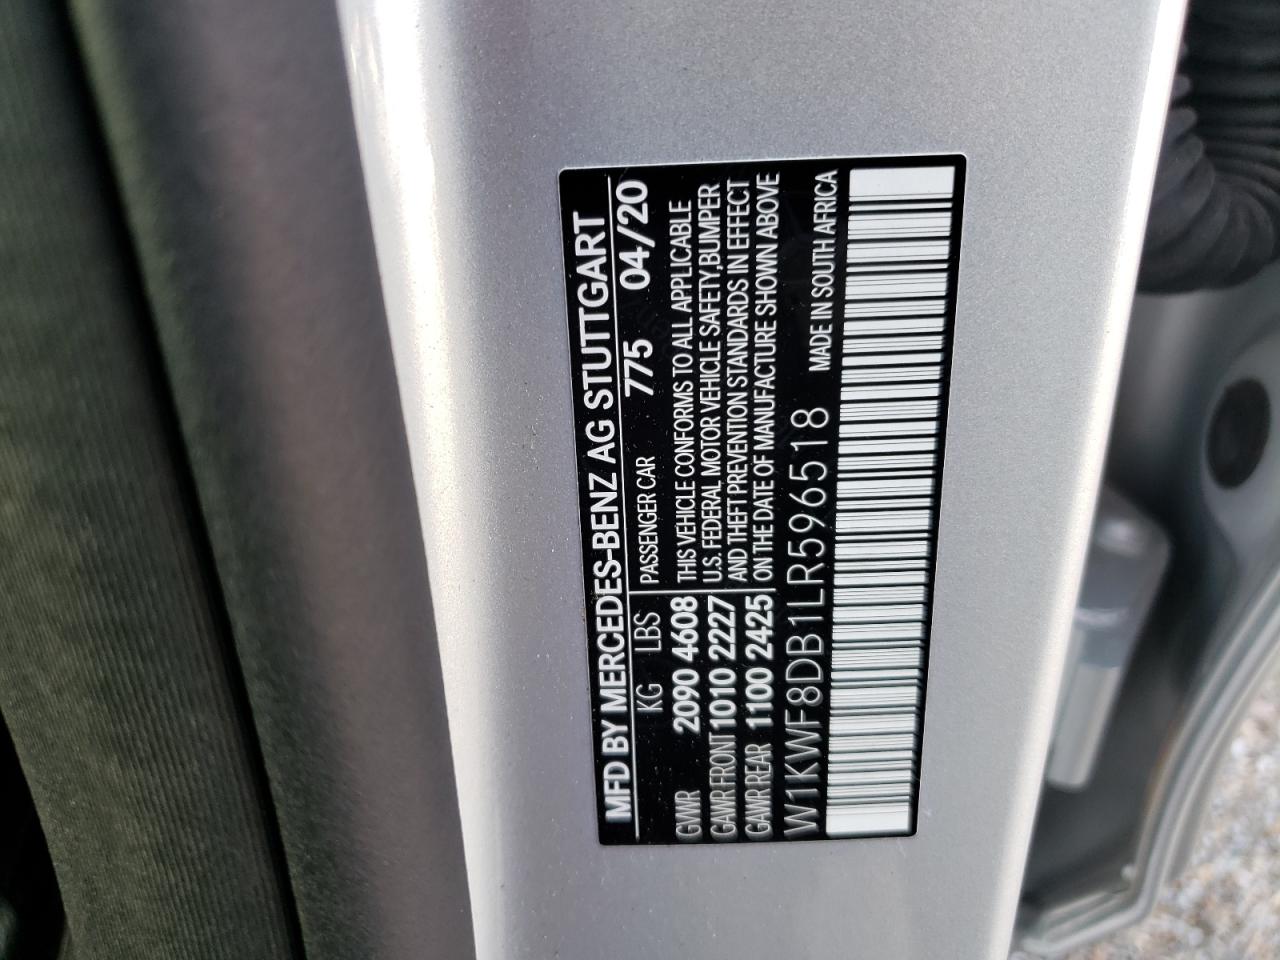 MFD BY MERCEDES-BENZ AG STUTTGART
KG LBS PASSENGER CAR 775 04/20
GVWR 2090 4608 THIS VEHICLE CONFORMS TO ALL APPLICABLE
GAWR FRONT 1010 2227 U.S. FEDERAL MOTOR VEHICLE SAFETY,BUMPER
AND THEFT PREVENTION STANDARDS IN EFFECT
GAWR REAR 1100 2425 ON THE DATE OF MANUFACTURE SHOWN ABOVE
W1KWF8DB1LR596518 MADE IN SOUTH AFRICA